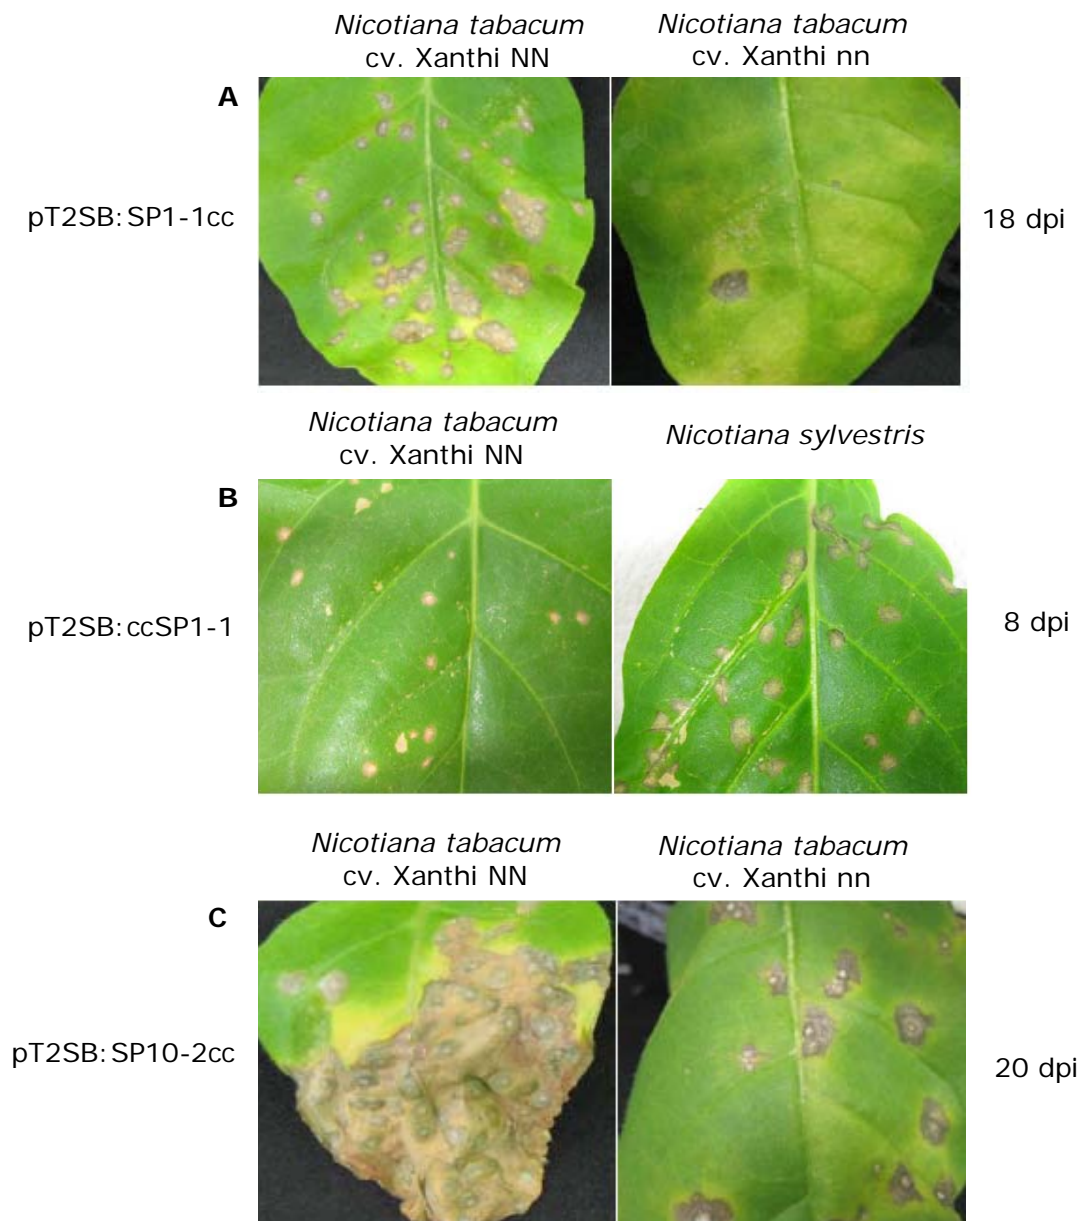 Nicotiana tabacum
cv. Xanthi NN
Nicotiana tabacum
cv. Xanthi nn
A
pT2SB:SP1-1cc
18 dpi
Nicotiana tabacum
cv. Xanthi NN
Nicotiana sylvestris
B
pT2SB:ccSP1-1
8 dpi
Nicotiana tabacum
cv. Xanthi NN
Nicotiana tabacum
cv. Xanthi nn
C
pT2SB:SP10-2cc
20 dpi